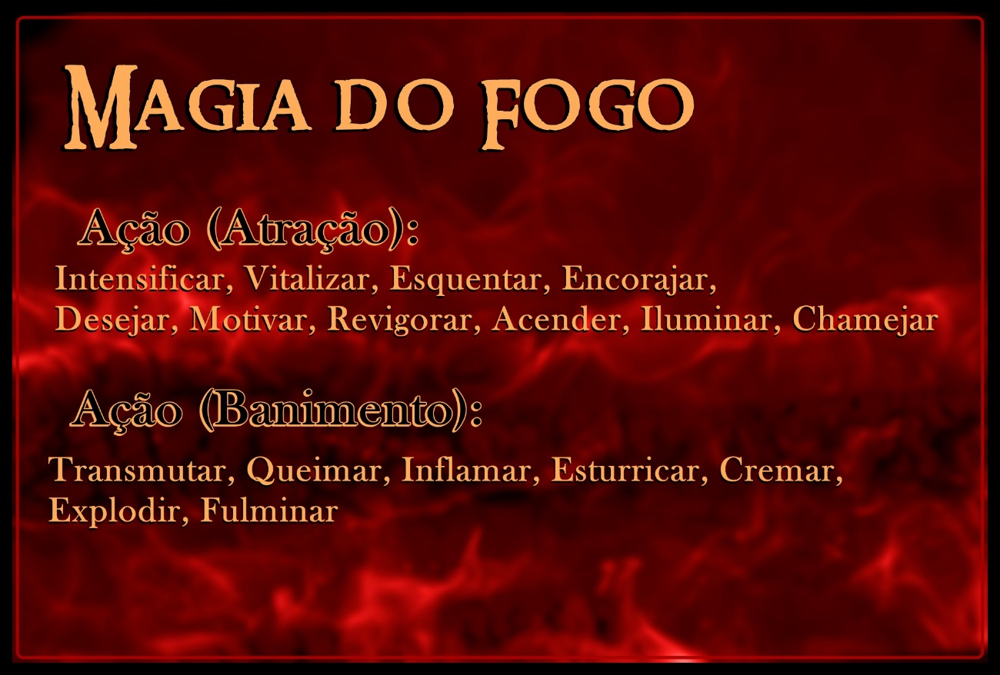 Magia do Fogo
Ação (Atração):
Intensificar, Vitalizar, Esquentar, Encorajar,
Desejar, Motivar, Revigorar, Acender, Iluminar, Chamejar
Ação (Banimento):
Transmutar, Queimar, Inflamar, Esturricar, Cremar,
Explodir, Fulminar